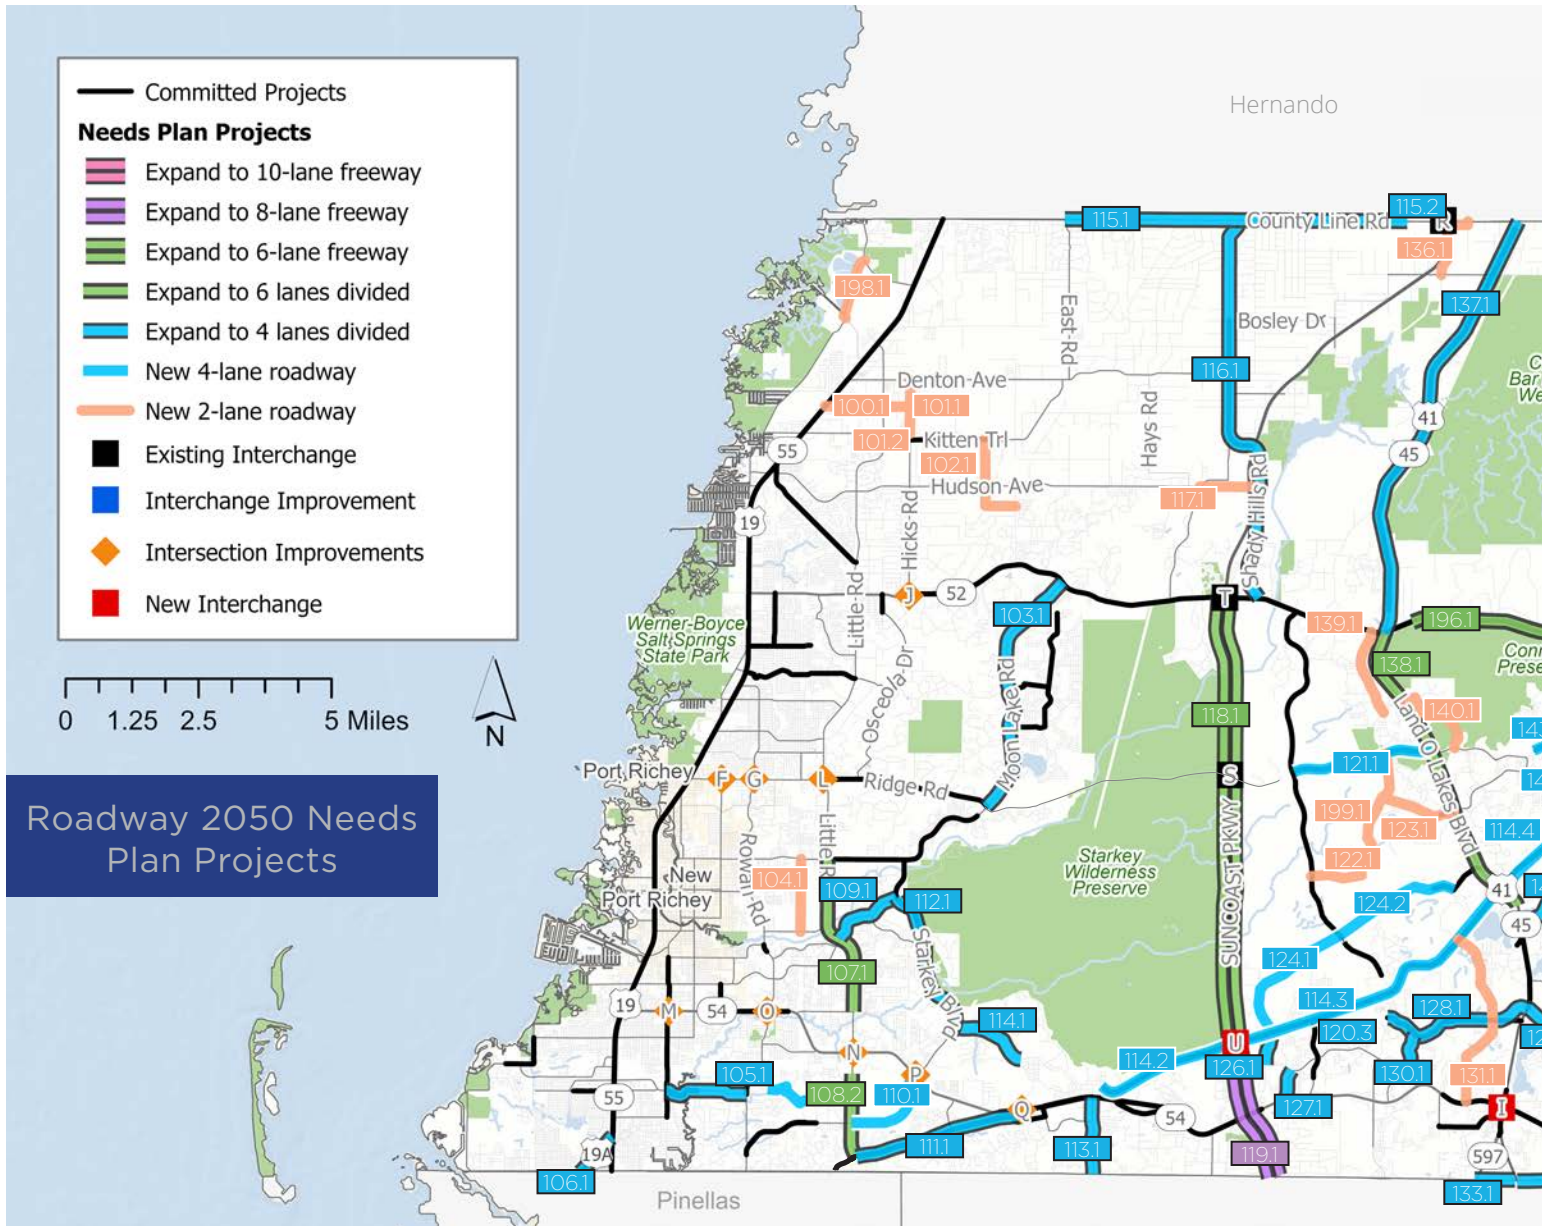 Committed Projects
Needs Plan Projects
Expand to 10-lane freeway
Expand to 8-lane freeway
Expand to 6-lane freeway
Expand to 6 lanes divided
Expand to 4 lanes divided
New 4-lane roadway
New 2-lane roadway
Existing Interchange
Interchange Improvement
Intersection Improvements
New Interchange
0 1.25 2.5 5 Miles
N
Roadway 2050 Needs
Plan Projects
Hernando
115.1
County Line Rd
115.2
R
136.1
137.1
198.1
East Rd
Bosley Dr
116.1
Denton Ave
100.1
101.1
101.2
Kitten Trl
102.1
Hudson Ave
Hays Rd
41
45
55
19
117.1
Shady Hills Rd
Hicks Rd
Little Rd
J
52
103.1
T
139.1
196.1
138.1
Werner-Boyce
Salt Springs
State Park
Osceola Dr
Moon Lake Rd
118.1
140.1
Land O Lakes Blvd
Port Richey
F
G
L
Ridge Rd
S
121.1
199.1
123.1
114.4
122.1
Little R
Rowan Rd
New
Port Richey
104.1
109.1
112.1
Starkey
Wilderness
Preserve
SUNCOAST PKWY
124.2
41
45
Starkey Blvd
107.1
124.1
114.3
128.1
120.3
19
M
54
O
N
114.1
114.2
U
126.1
130.1
131.1
P
105.1
108.2
110.1
55
Q
54
127.1
I
19A
111.1
113.1
119.1
597
106.1
133.1
Pinellas